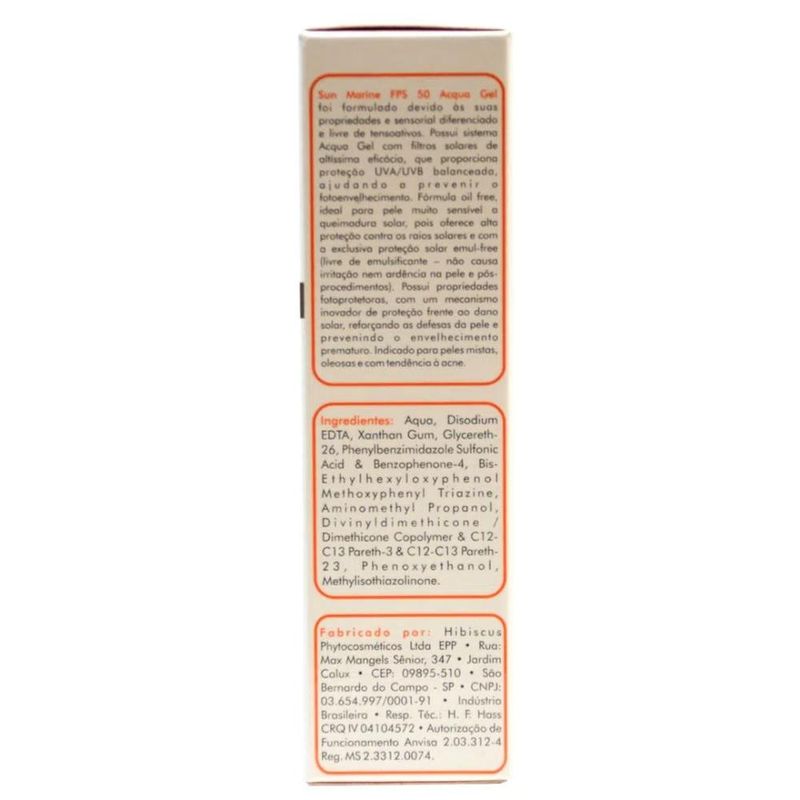 Sun Marine FPS 50 Acqua Gel
foi formulado devido às suas
propriedades e sensorial diferenciado
e livre de tensoativos. Possui sistema
Acqua Gel com filtros solares de
altíssima eficácia, que proporciona
proteção UVA/UVB balanceada,
ajudando a prevenir o
fotoenvelhecimento. Fórmula oil free,
ideal para pele muito sensível a
queimadura solar, pois oferece alta
proteção contra os raios solares e com
a exclusiva proteção solar emul-free
(livre de emulsificante – não causa
irritação nem ardência na pele e pós-
procedimentos). Possui propriedades
fotoprotetoras, com um mecanismo
inovador de proteção frente ao dano
solar, reforçando as defesas da pele e
prevenindo o envelhecimento
prematuro. Indicado para peles mistas,
oleosas e com tendência à acne.
Ingredientes: Aqua, Disodium
EDTA, Xanthan Gum, Glycereth-
26, Phenylbenzimidazole Sulfonic
Acid & Benzophenone-4, Bis-
Ethylhexyloxyphenol
Methoxyphenyl Triazine,
Aminomethyl Propanol,
Divinyldimethicone /
Dimethicone Copolymer & C12-
C13 Pareth-3 & C12-C13 Pareth-
23, Phenoxyethanol,
Methylisothiazolinone.
Fabricado por: Hibiscus
Phytocosméticos Ltda EPP • Rua:
Max Mangels Sênior, 347 • Jardim
Calux • CEP: 09895-510 • São
Bernardo do Campo - SP • CNPJ:
03.654.997/0001-91 • Indústria
Brasileira • Resp. Téc.: H. F. Hass
CRQ IV 04104572 • Autorização de
Funcionamento Anvisa 2.03.312-4
Reg. MS 2.3312.0074.